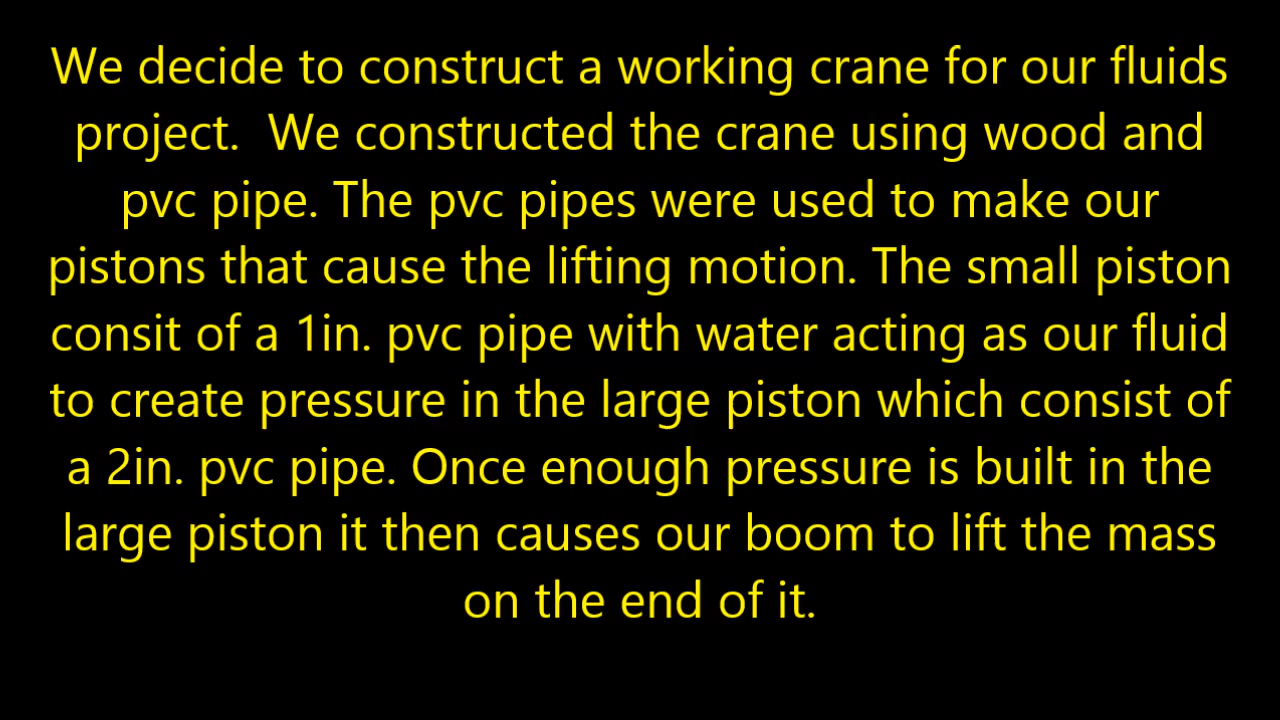 We decide to construct a working crane for our fluids
project.  We constructed the crane using wood and
pvc pipe. The pvc pipes were used to make our
pistons that cause the lifting motion. The small piston
consit of a 1in. pvc pipe with water acting as our fluid
to create pressure in the large piston which consist of
a 2in. pvc pipe. Once enough pressure is built in the
large piston it then causes our boom to lift the mass
on the end of it.